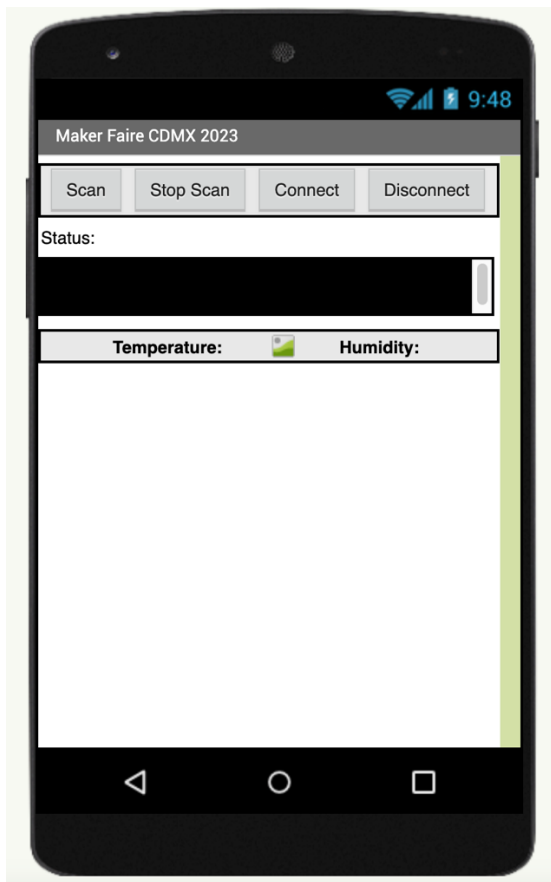 9:48
Maker Faire CDMX 2023
Scan Stop Scan Connect Disconnect
Status:
Temperature: Humidity: